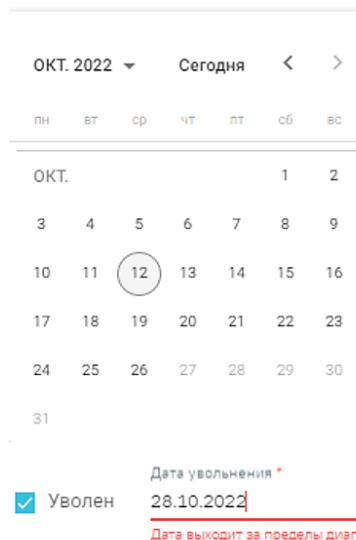 ОКТ. 2022 Сегодня
пн вт ср чт пт сб вс
ОКТ. 1 2
3 4 5 6 7 8 9
10 11 12 13 14 15 16
17 18 19 20 21 22 23
24 25 26 27 28 29 30
31
Дата увольнения *
Уволен 28.10.2022
Дата выходит за пределы